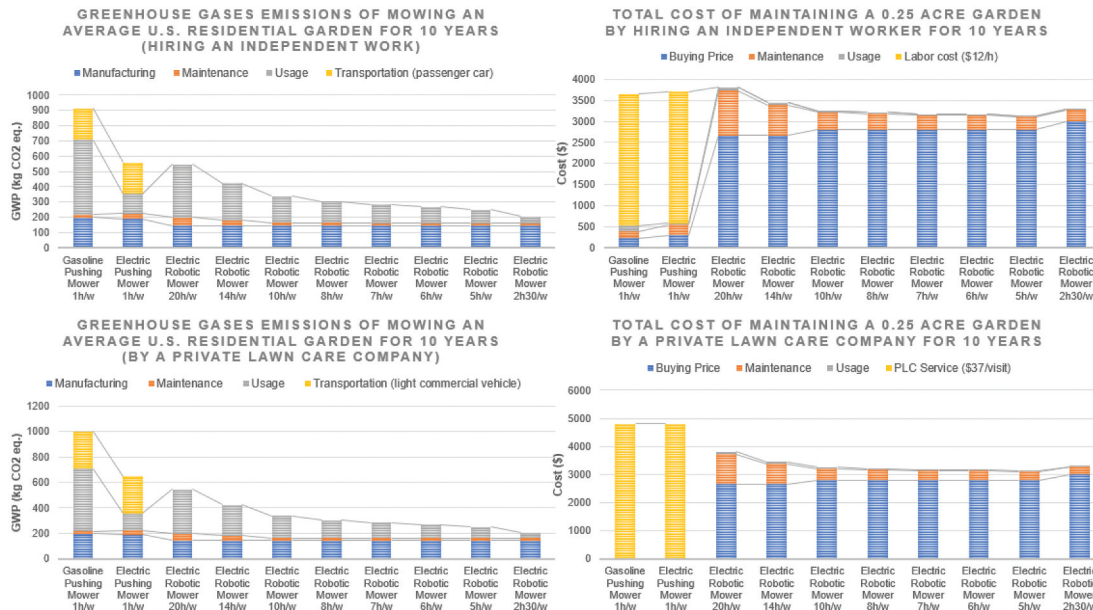 GREENHOUSE GASES EMISSIONS OF MOWING AN
AVERAGE U.S. RESIDENTIAL GARDEN FOR 10 YEARS
(HIRING AN INDEPENDENT WORK)
Manufacturing Maintenance Usage Transportation (passenger car)
GWP (kg CO2 eq.)
1000
900
800
700
600
500
400
300
200
100
0
Gasoline Electric Electric Electric Electric Electric Electric Electric Electric Electric
Pushing Pushing Robotic Robotic Robotic Robotic Robotic Robotic Robotic Robotic
Mower Mower Mower Mower Mower Mower Mower Mower Mower Mower
1h/w 1h/w 20h/w 14h/w 10h/w 8h/w 7h/w 6h/w 5h/w 2h30/w
TOTAL COST OF MAINTAINING A 0.25 ACRE GARDEN
BY HIRING AN INDEPENDENT WORKER FOR 10 YEARS
Buying Price Maintenance Usage Labor cost ($12/h)
Cost ($)
4000
3500
3000
2500
2000
1500
1000
500
0
Gasoline Electric Electric Electric Electric Electric Electric Electric Electric Electric
Pushing Pushing Robotic Robotic Robotic Robotic Robotic Robotic Robotic Robotic
Mower Mower Mower Mower Mower Mower Mower Mower Mower Mower
1h/w 1h/w 20h/w 14h/w 10h/w 8h/w 7h/w 6h/w 5h/w 2h30/w
GREENHOUSE GASES EMISSIONS OF MOWING AN
AVERAGE U.S. RESIDENTIAL GARDEN FOR 10 YEARS
(BY A PRIVATE LAWN CARE COMPANY)
Manufacturing Maintenance Usage Transportation (light commercial vehicle)
GWP (kg CO2 eq.)
1200
1000
800
600
400
200
0
Gasoline Electric Electric Electric Electric Electric Electric Electric Electric Electric
Pushing Pushing Robotic Robotic Robotic Robotic Robotic Robotic Robotic Robotic
Mower Mower Mower Mower Mower Mower Mower Mower Mower Mower
1h/w 1h/w 20h/w 14h/w 10h/w 8h/w 7h/w 6h/w 5h/w 2h30/w
TOTAL COST OF MAINTAINING A 0.25 ACRE GARDEN
BY A PRIVATE LAWN CARE COMPANY FOR 10 YEARS
Buying Price Maintenance Usage PLC Service ($37/visit)
Cost ($)
6000
5000
4000
3000
2000
1000
0
Gasoline Electric Electric Electric Electric Electric Electric Electric Electric Electric
Pushing Pushing Robotic Robotic Robotic Robotic Robotic Robotic Robotic Robotic
Mower Mower Mower Mower Mower Mower Mower Mower Mower Mower
1h/w 1h/w 20h/w 14h/w 10h/w 8h/w 7h/w 6h/w 5h/w 2h30/w